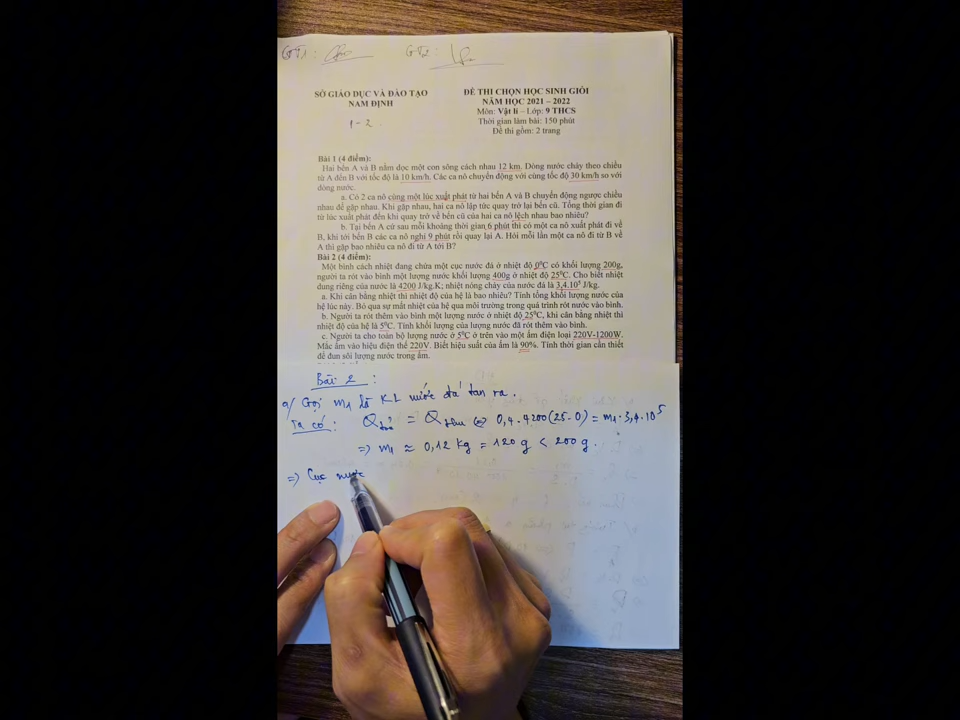 GT1: GT2:
SỞ GIÁO DỤC VÀ ĐÀO TẠO
NAM ĐỊNH
1 - 2
ĐỀ THI CHỌN HỌC SINH GIỎI
NĂM HỌC 2021 – 2022
Môn: Vật lí – Lớp: 9 THCS
Thời gian làm bài: 150 phút
Đề thi gồm: 2 trang
Bài 1 (4 điểm):
Hai bến A và B nằm dọc một con sông cách nhau 12 km. Dòng nước chảy theo chiều
từ A đến B với tốc độ là 10 km/h. Các ca nô chuyển động với cùng tốc độ 30 km/h so với
dòng nước.
a. Có 2 ca nô cùng một lúc xuất phát từ hai bến A và B chuyển động ngược chiều
nhau để gặp nhau. Khi gặp nhau, hai ca nô lập tức quay trở lại bến cũ. Tổng thời gian đi
từ lúc xuất phát đến khi quay trở về bến cũ của hai ca nô lệch nhau bao nhiêu?
b. Tại bến A cứ sau mỗi khoảng thời gian 6 phút thì có một ca nô xuất phát đi về
B, khi tới bến B các ca nô nghỉ 9 phút rồi quay lại A. Hỏi mỗi lần một ca nô đi từ B về
A thì gặp bao nhiêu ca nô đi từ A tới B?
Bài 2 (4 điểm):
Một bình cách nhiệt đang chứa một cục nước đá ở nhiệt độ 0⁰C có khối lượng 200g,
người ta rót vào bình một lượng nước khối lượng 400g ở nhiệt độ 25⁰C. Cho biết nhiệt
dung riêng của nước là 4200 J/kg.K; nhiệt nóng chảy của nước đá là 3,4.10⁵ J/kg.
a. Khi cân bằng nhiệt thì nhiệt độ của hệ là bao nhiêu? Tính tổng khối lượng nước của
hệ lúc này. Bỏ qua sự mất nhiệt của hệ qua môi trường trong quá trình rót nước vào bình.
b. Người ta rót thêm vào bình một lượng nước ở nhiệt độ 25⁰C, khi cân bằng nhiệt thì
nhiệt độ của hệ là 5⁰C. Tính khối lượng của lượng nước đã rót thêm vào bình.
c. Người ta cho toàn bộ lượng nước ở 5⁰C ở trên vào một ấm điện loại 220V-1200W.
Mắc ấm vào hiệu điện thế 220V. Biết hiệu suất của ấm là 90%. Tính thời gian cần thiết
để đun sôi lượng nước trong ấm.
Bài 2 :
a/ Gọi m₁ là KL nước đá tan ra.
Ta có: Q tỏa = Q thu ⇔ 0,4 . 4200 (25 - 0) = m₁ . 3,4 . 10⁵
⇒ m₁ ≈ 0,12 kg = 120 g < 200 g.
⇒ Cục nước